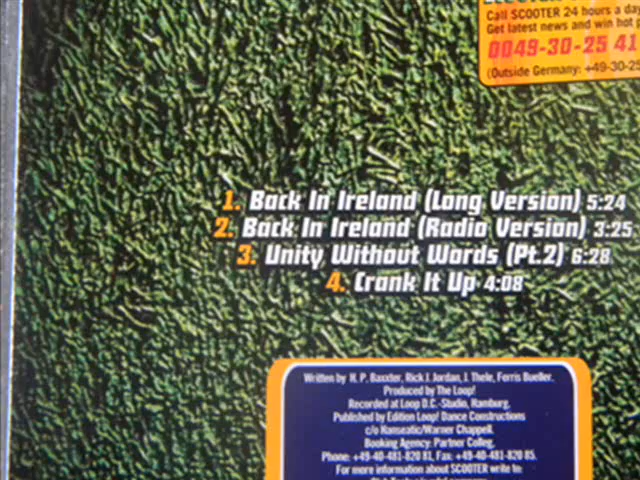 Call SCOOTER 24 hours a day
Get latest news and win hot
0049-30-25 41
(Outside Germany: +49-30-25
1. Back In Ireland (Long Version) 5:24
2. Back In Ireland (Radio Version) 3:25
3. Unity Without Words (Pt.2) 6:28
4. Crank It Up 4:08
Written by H. P. Baxxter, Rick J. Jordan, J. Thele, Ferris Bueller.
Produced by The Loop!
Recorded at Loop D.C.-Studio, Hamburg,
Published by Edition Loop! Dance Constructions
c/o Hanseatic/Warner Chappell.
Booking Agency: Partner Colleg,
Phone: +49-40-481-820 81, Fax: +49-40-481-820 85.
For more information about SCOOTER write to: